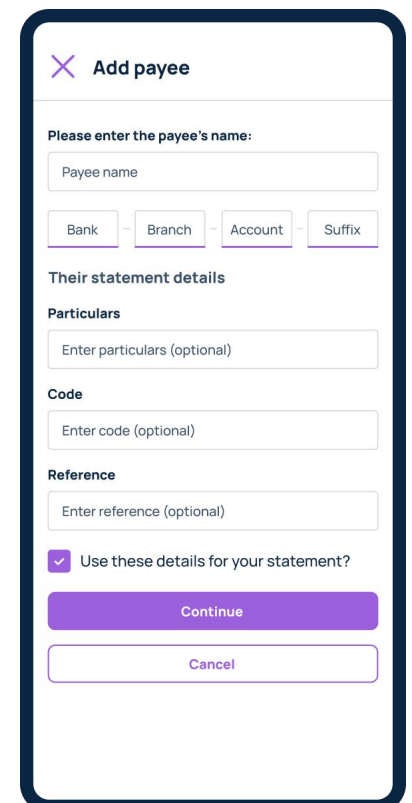 Add payee
Please enter the payee's name:
Payee name
Bank – Branch – Account – Suffix
Their statement details
Particulars
Enter particulars (optional)
Code
Enter code (optional)
Reference
Enter reference (optional)
Use these details for your statement?
Continue
Cancel